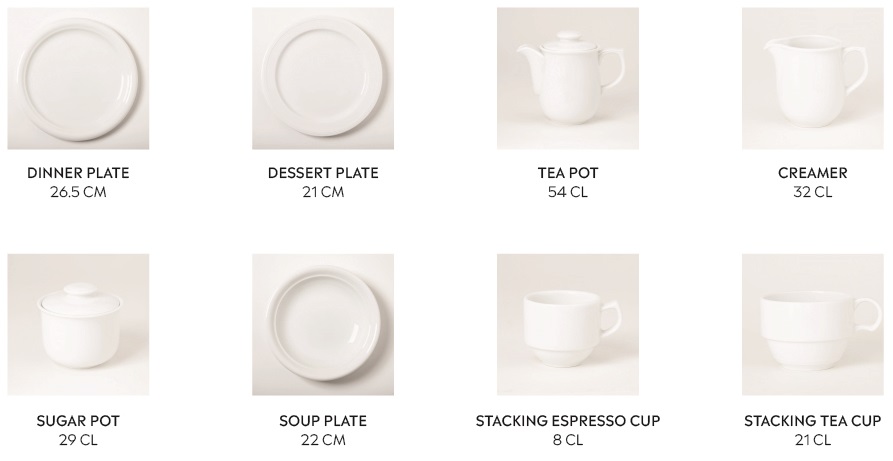 DINNER PLATE
26.5 CM
DESSERT PLATE
21 CM
TEA POT
54 CL
CREAMER
32 CL
SUGAR POT
29 CL
SOUP PLATE
22 CM
STACKING ESPRESSO CUP
8 CL
STACKING TEA CUP
21 CL